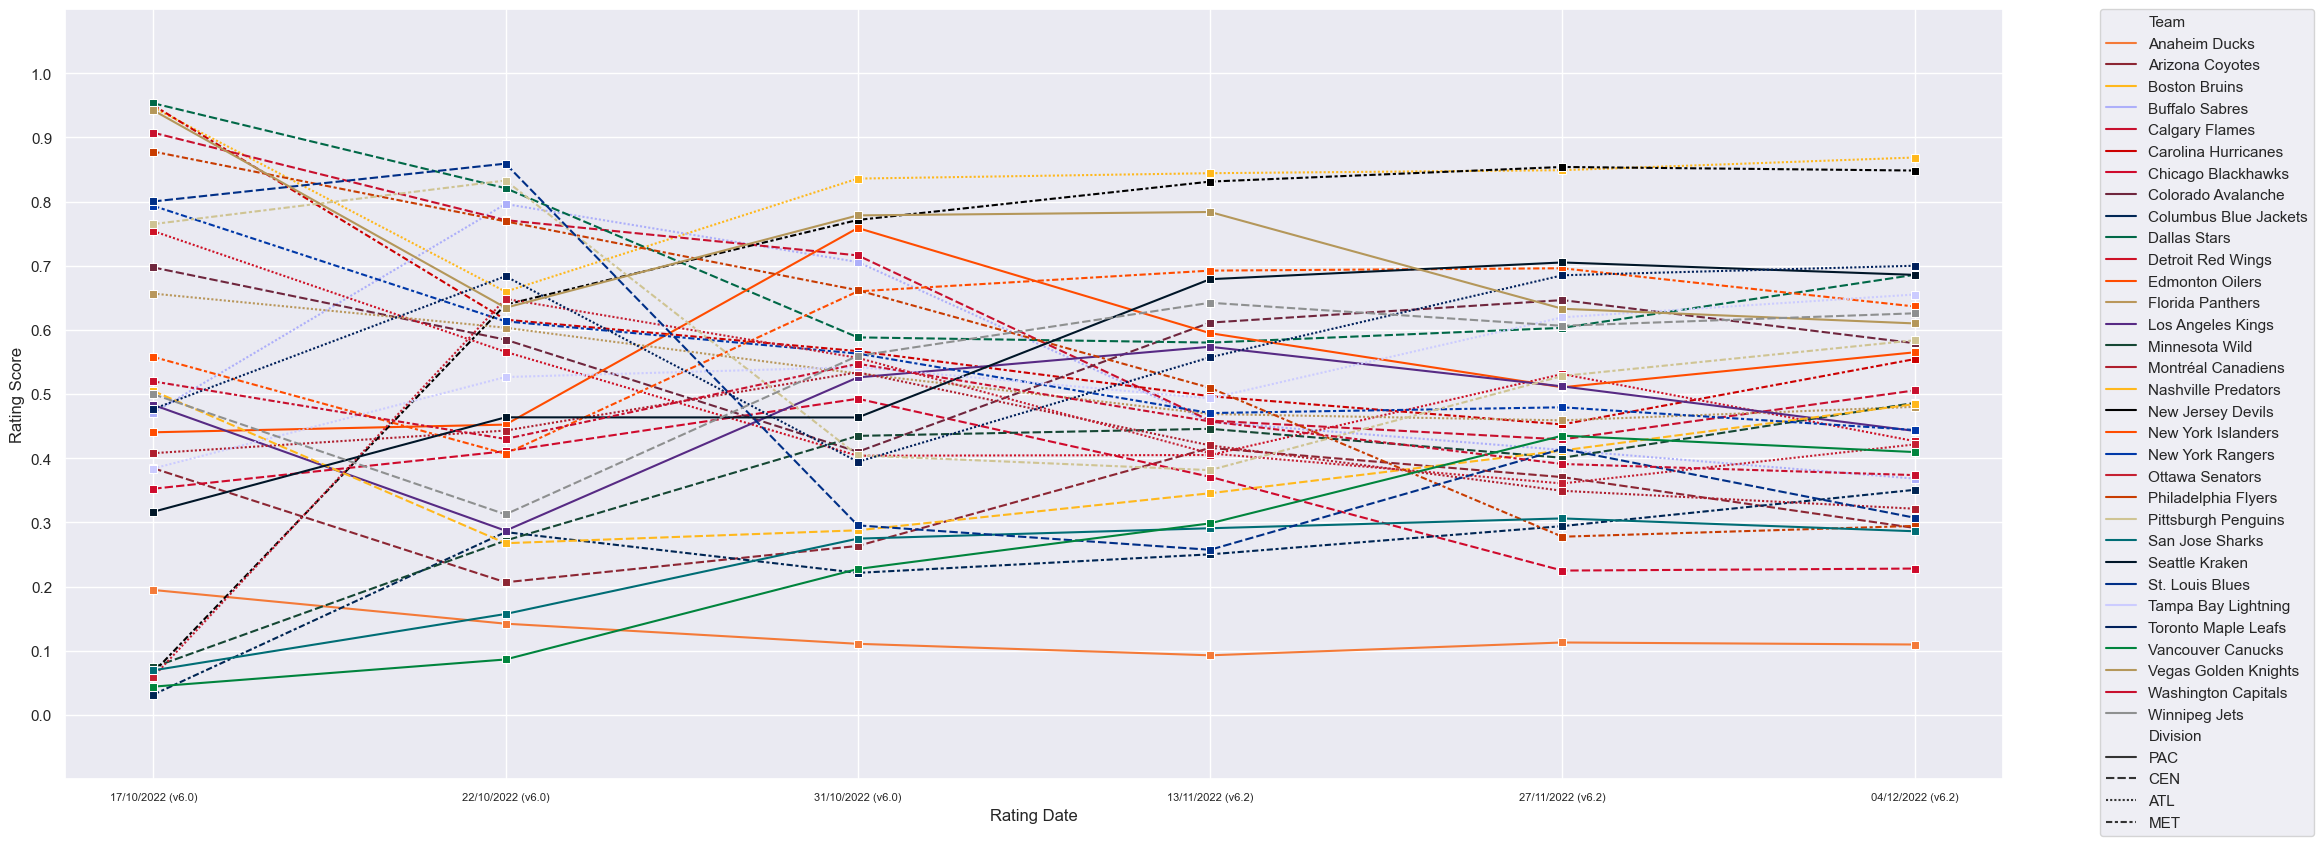 1.0
0.9
0.8
0.7
0.6
0.5
0.4
0.3
0.2
0.1
0.0
Rating Score
17/10/2022 (v6.0)
22/10/2022 (v6.0)
31/10/2022 (v6.0)
13/11/2022 (v6.2)
27/11/2022 (v6.2)
04/12/2022 (v6.2)
Rating Date
Team
Anaheim Ducks
Arizona Coyotes
Boston Bruins
Buffalo Sabres
Calgary Flames
Carolina Hurricanes
Chicago Blackhawks
Colorado Avalanche
Columbus Blue Jackets
Dallas Stars
Detroit Red Wings
Edmonton Oilers
Florida Panthers
Los Angeles Kings
Minnesota Wild
Montréal Canadiens
Nashville Predators
New Jersey Devils
New York Islanders
New York Rangers
Ottawa Senators
Philadelphia Flyers
Pittsburgh Penguins
San Jose Sharks
Seattle Kraken
St. Louis Blues
Tampa Bay Lightning
Toronto Maple Leafs
Vancouver Canucks
Vegas Golden Knights
Washington Capitals
Winnipeg Jets
Division
PAC
CEN
ATL
MET